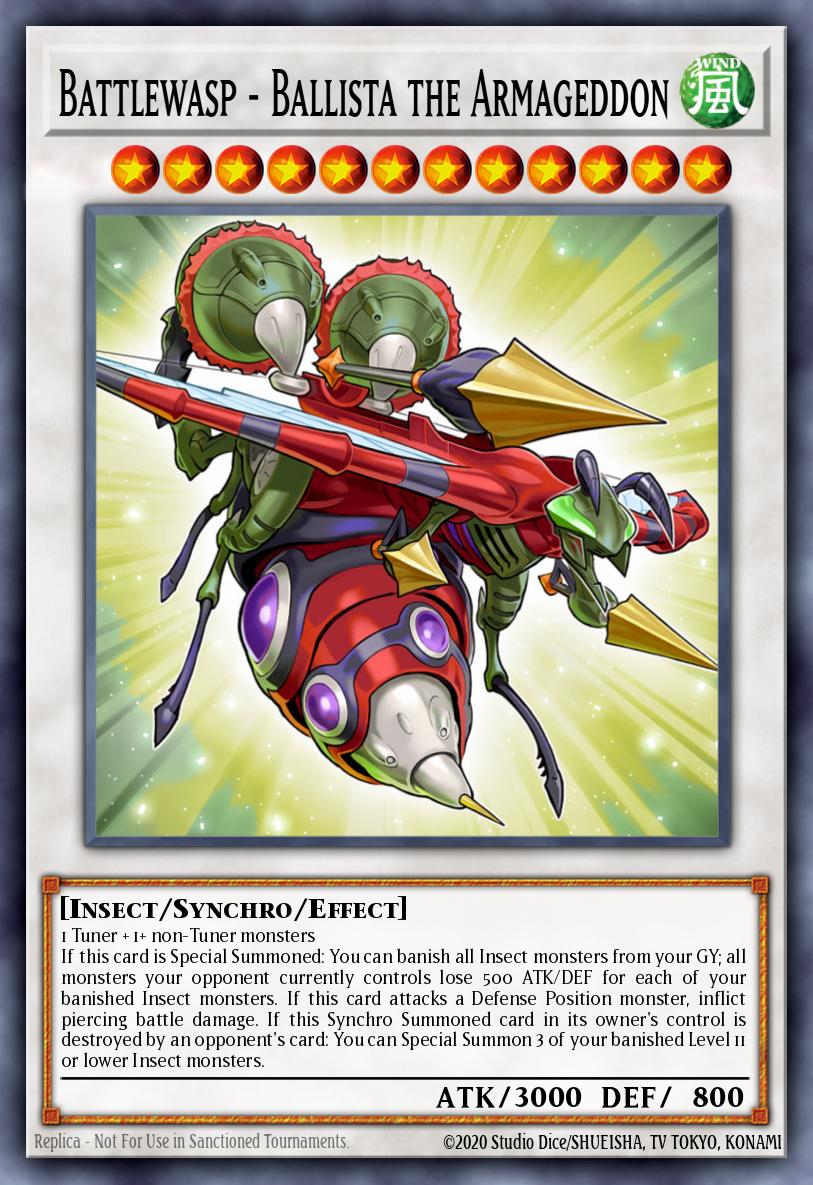 Battlewasp - Ballista the Armageddon
WIND
風
[Insect/Synchro/Effect]
1 Tuner + 1+ non-Tuner monsters
If this card is Special Summoned: You can banish all Insect monsters from your GY; all
monsters your opponent currently controls lose 500 ATK/DEF for each of your
banished Insect monsters. If this card attacks a Defense Position monster, inflict
piercing battle damage. If this Synchro Summoned card in its owner's control is
destroyed by an opponent's card: You can Special Summon 3 of your banished Level 11
or lower Insect monsters.
ATK/3000 DEF/ 800
Replica - Not For Use in Sanctioned Tournaments.
©2020 Studio Dice/SHUEISHA, TV TOKYO, KONAMI